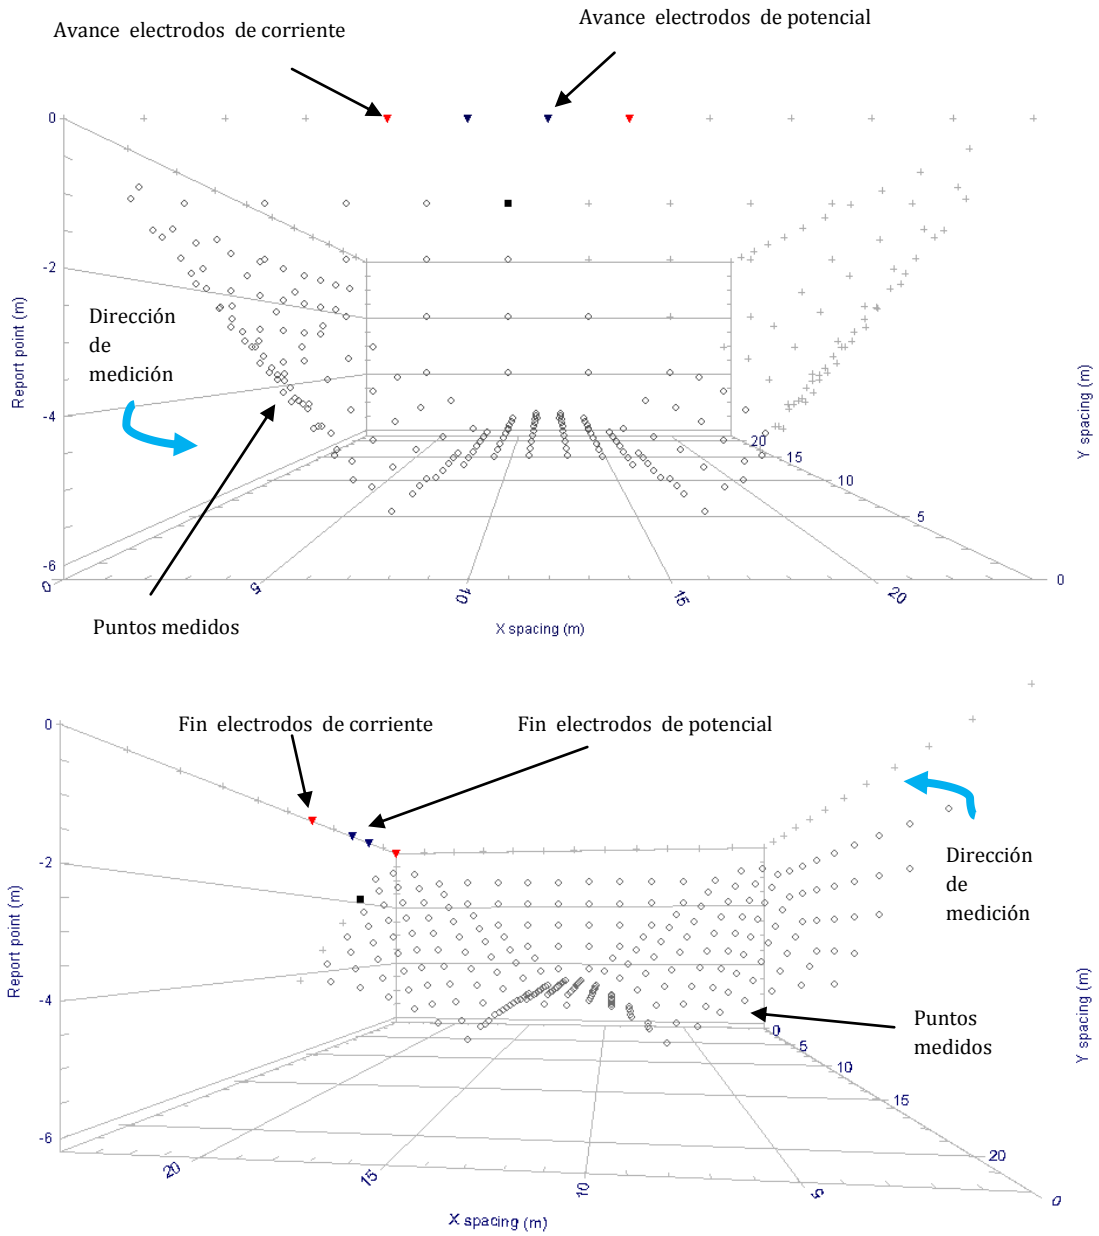 Avance electrodos de corriente
Avance electrodos de potencial
0
-2
-4
-6
Report point (m)
Dirección
de
medición
Puntos medidos
0
5
10
15
20
X spacing (m)
20
15
10
5
0
Y spacing (m)
Fin electrodos de corriente
Fin electrodos de potencial
0
-2
-4
-6
Report point (m)
Dirección
de
medición
Puntos
medidos
20
15
10
5
0
X spacing (m)
0
5
10
15
20
Y spacing (m)